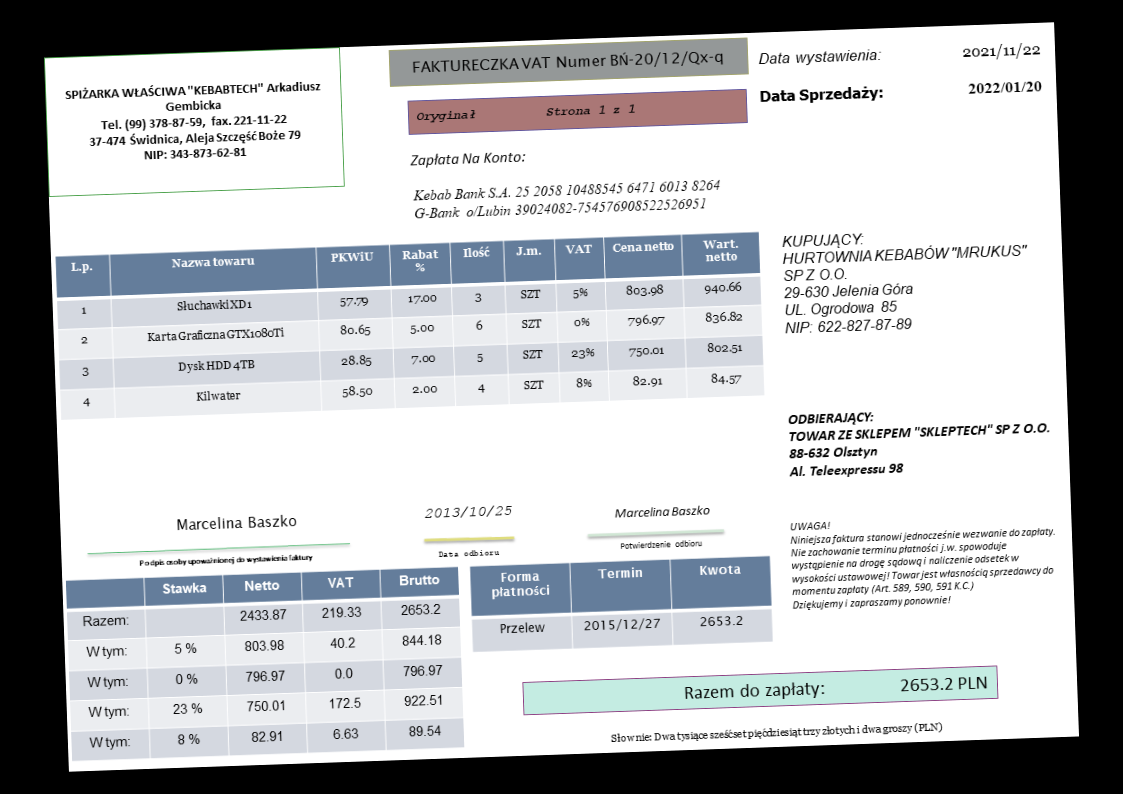 SPIŻARKA WŁAŚCIWA "KEBABTECH" Arkadiusz
Gembicka
Tel. (99) 378-87-59, fax. 221-11-22
37-474 Świdnica, Aleja Szczęść Boże 79
NIP: 343-873-62-81
FAKTURECZKA VAT Numer BŃ-20/12/Qx-q
Oryginał Strona 1 z 1
Data wystawienia: 2021/11/22
Data Sprzedaży: 2022/01/20
Zapłata Na Konto:
Kebab Bank S.A. 25 2058 10488545 6471 6013 8264
G-Bank o/Lubin 39024082-754576908522526951
KUPUJĄCY:
HURTOWNIA KEBABÓW "MRUKUS"
SP Z O.O.
29-630 Jelenia Góra
UL. Ogrodowa 85
NIP: 622-827-87-89
L.p. Nazwa towaru PKWiU Rabat % Ilość J.m. VAT Cena netto Wart. netto
1 Słuchawki XD1 57.79 17.00 3 SZT 5% 803.98 940.66
2 Karta Graficzna GTX1080Ti 80.65 5.00 6 SZT 0% 796.97 836.82
3 Dysk HDD 4TB 28.85 7.00 5 SZT 23% 750.01 802.51
4 Kilwater 58.50 2.00 4 SZT 8% 82.91 84.57
ODBIERAJĄCY:
TOWAR ZE SKLEPEM "SKLEPTECH" SP Z O.O.
88-632 Olsztyn
Al. Teleexpressu 98
Marcelina Baszko
Podpis osoby upoważnionej do wystawienia faktury
2013/10/25
Data odbioru
Marcelina Baszko
Potwierdzenie odbioru
UWAGA!
Niniejsza faktura stanowi jednocześnie wezwanie do zapłaty.
Nie zachowanie terminu płatności j.w. spowoduje
wystąpienie na drogę sądową i naliczenie odsetek w
wysokości ustawowej! Towar jest własnością sprzedawcy do
momentu zapłaty (Art. 589, 590, 591 K.C.)
Dziękujemy i zapraszamy ponownie!
Stawka Netto VAT Brutto
Razem: 2433.87 219.33 2653.2
W tym: 5 % 803.98 40.2 844.18
W tym: 0 % 796.97 0.0 796.97
W tym: 23 % 750.01 172.5 922.51
W tym: 8 % 82.91 6.63 89.54
Forma płatności Termin Kwota
Przelew 2015/12/27 2653.2
Razem do zapłaty: 2653.2 PLN
Słownie: Dwa tysiące sześćset pięćdziesiąt trzy złotych i dwa groszy (PLN)